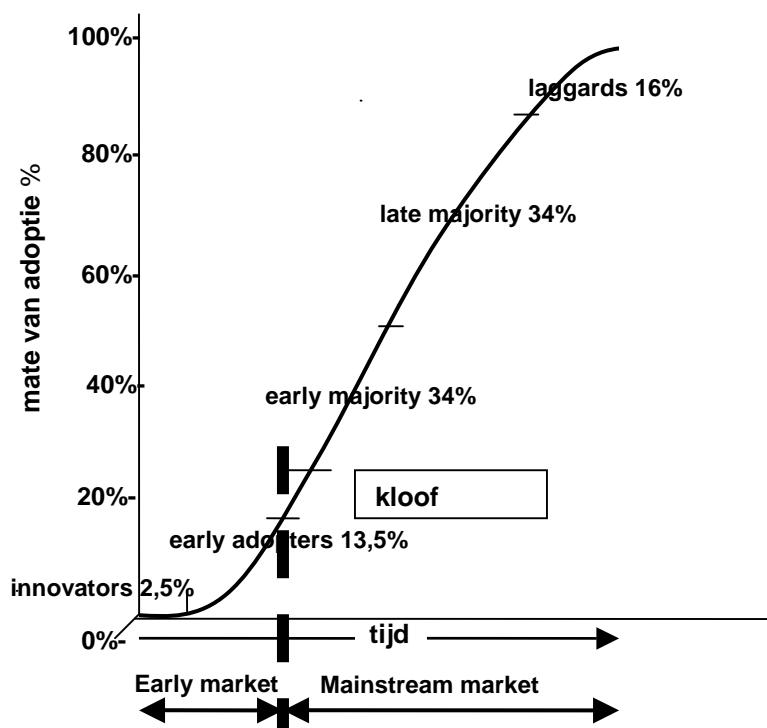 100%-
laggards 16%
80%-
late majority 34%
mate van adoptie %
60%-
40%-
early majority 34%
20%-
kloof
early adopters 13,5%
innovators 2,5%
0%-
tijd
Early market
Mainstream market